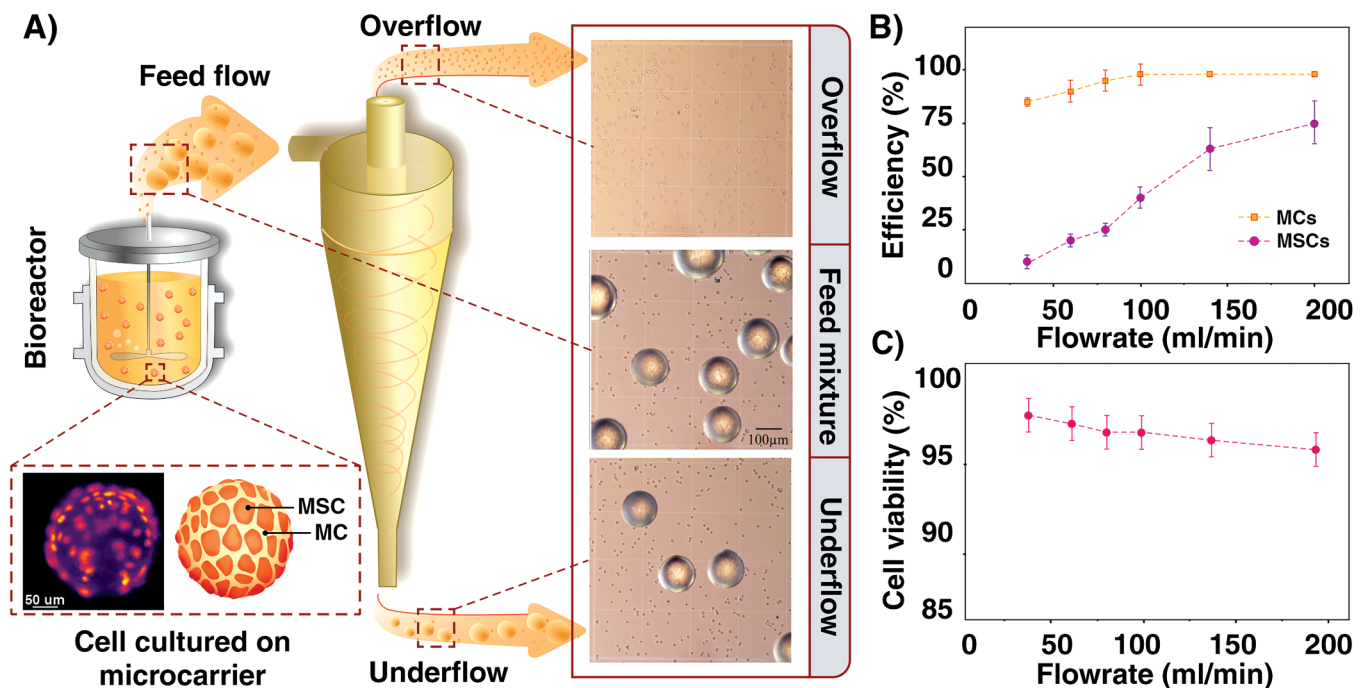 A)
Overflow
Feed flow
Bioreactor
MSC
MC
50 um
Cell cultured on
microcarrier
Underflow
Overflow
Feed mixture
Underflow
100µm
B)
Efficiency (%)
100
75
50
25
0
MCs
MSCs
0
50
100
150
200
Flowrate (ml/min)
C)
Cell viability (%)
100
95
90
85
0
50
100
150
200
Flowrate (ml/min)